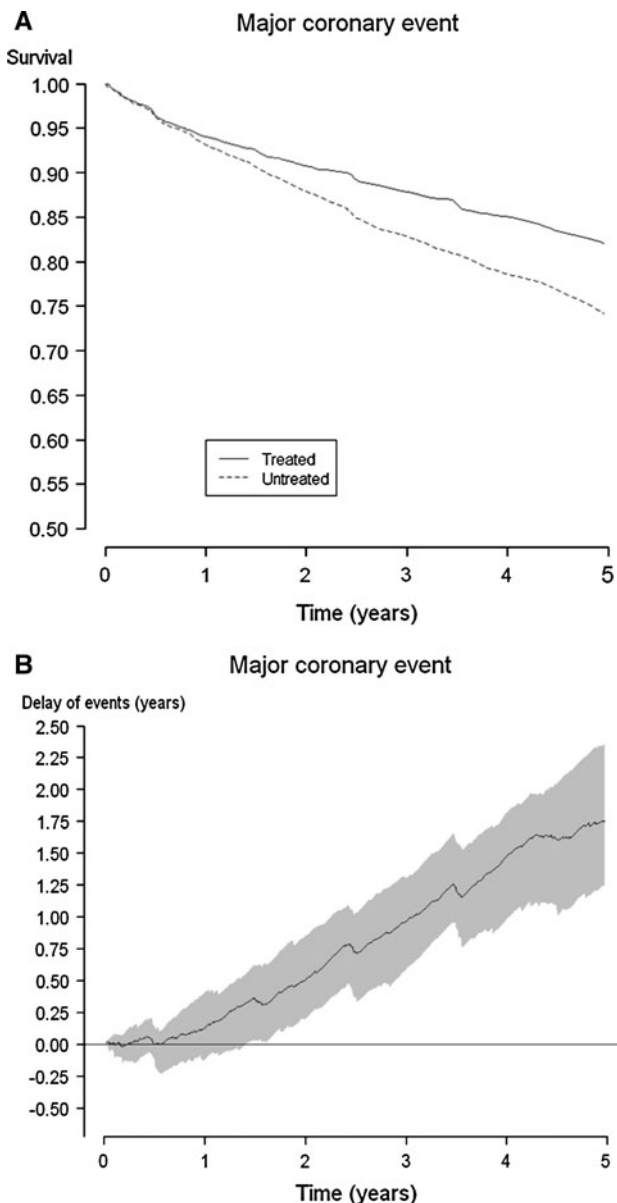 A
Major coronary event
Survival
1.00
0.95
0.90
0.85
0.80
0.75
0.70
0.65
0.60
0.55
0.50
Treated
Untreated
0 1 2 3 4 5
Time (years)
B
Major coronary event
Delay of events (years)
2.50
2.25
2.00
1.75
1.50
1.25
1.00
0.75
0.50
0.25
0.00
-0.25
-0.50
0 1 2 3 4 5
Time (years)